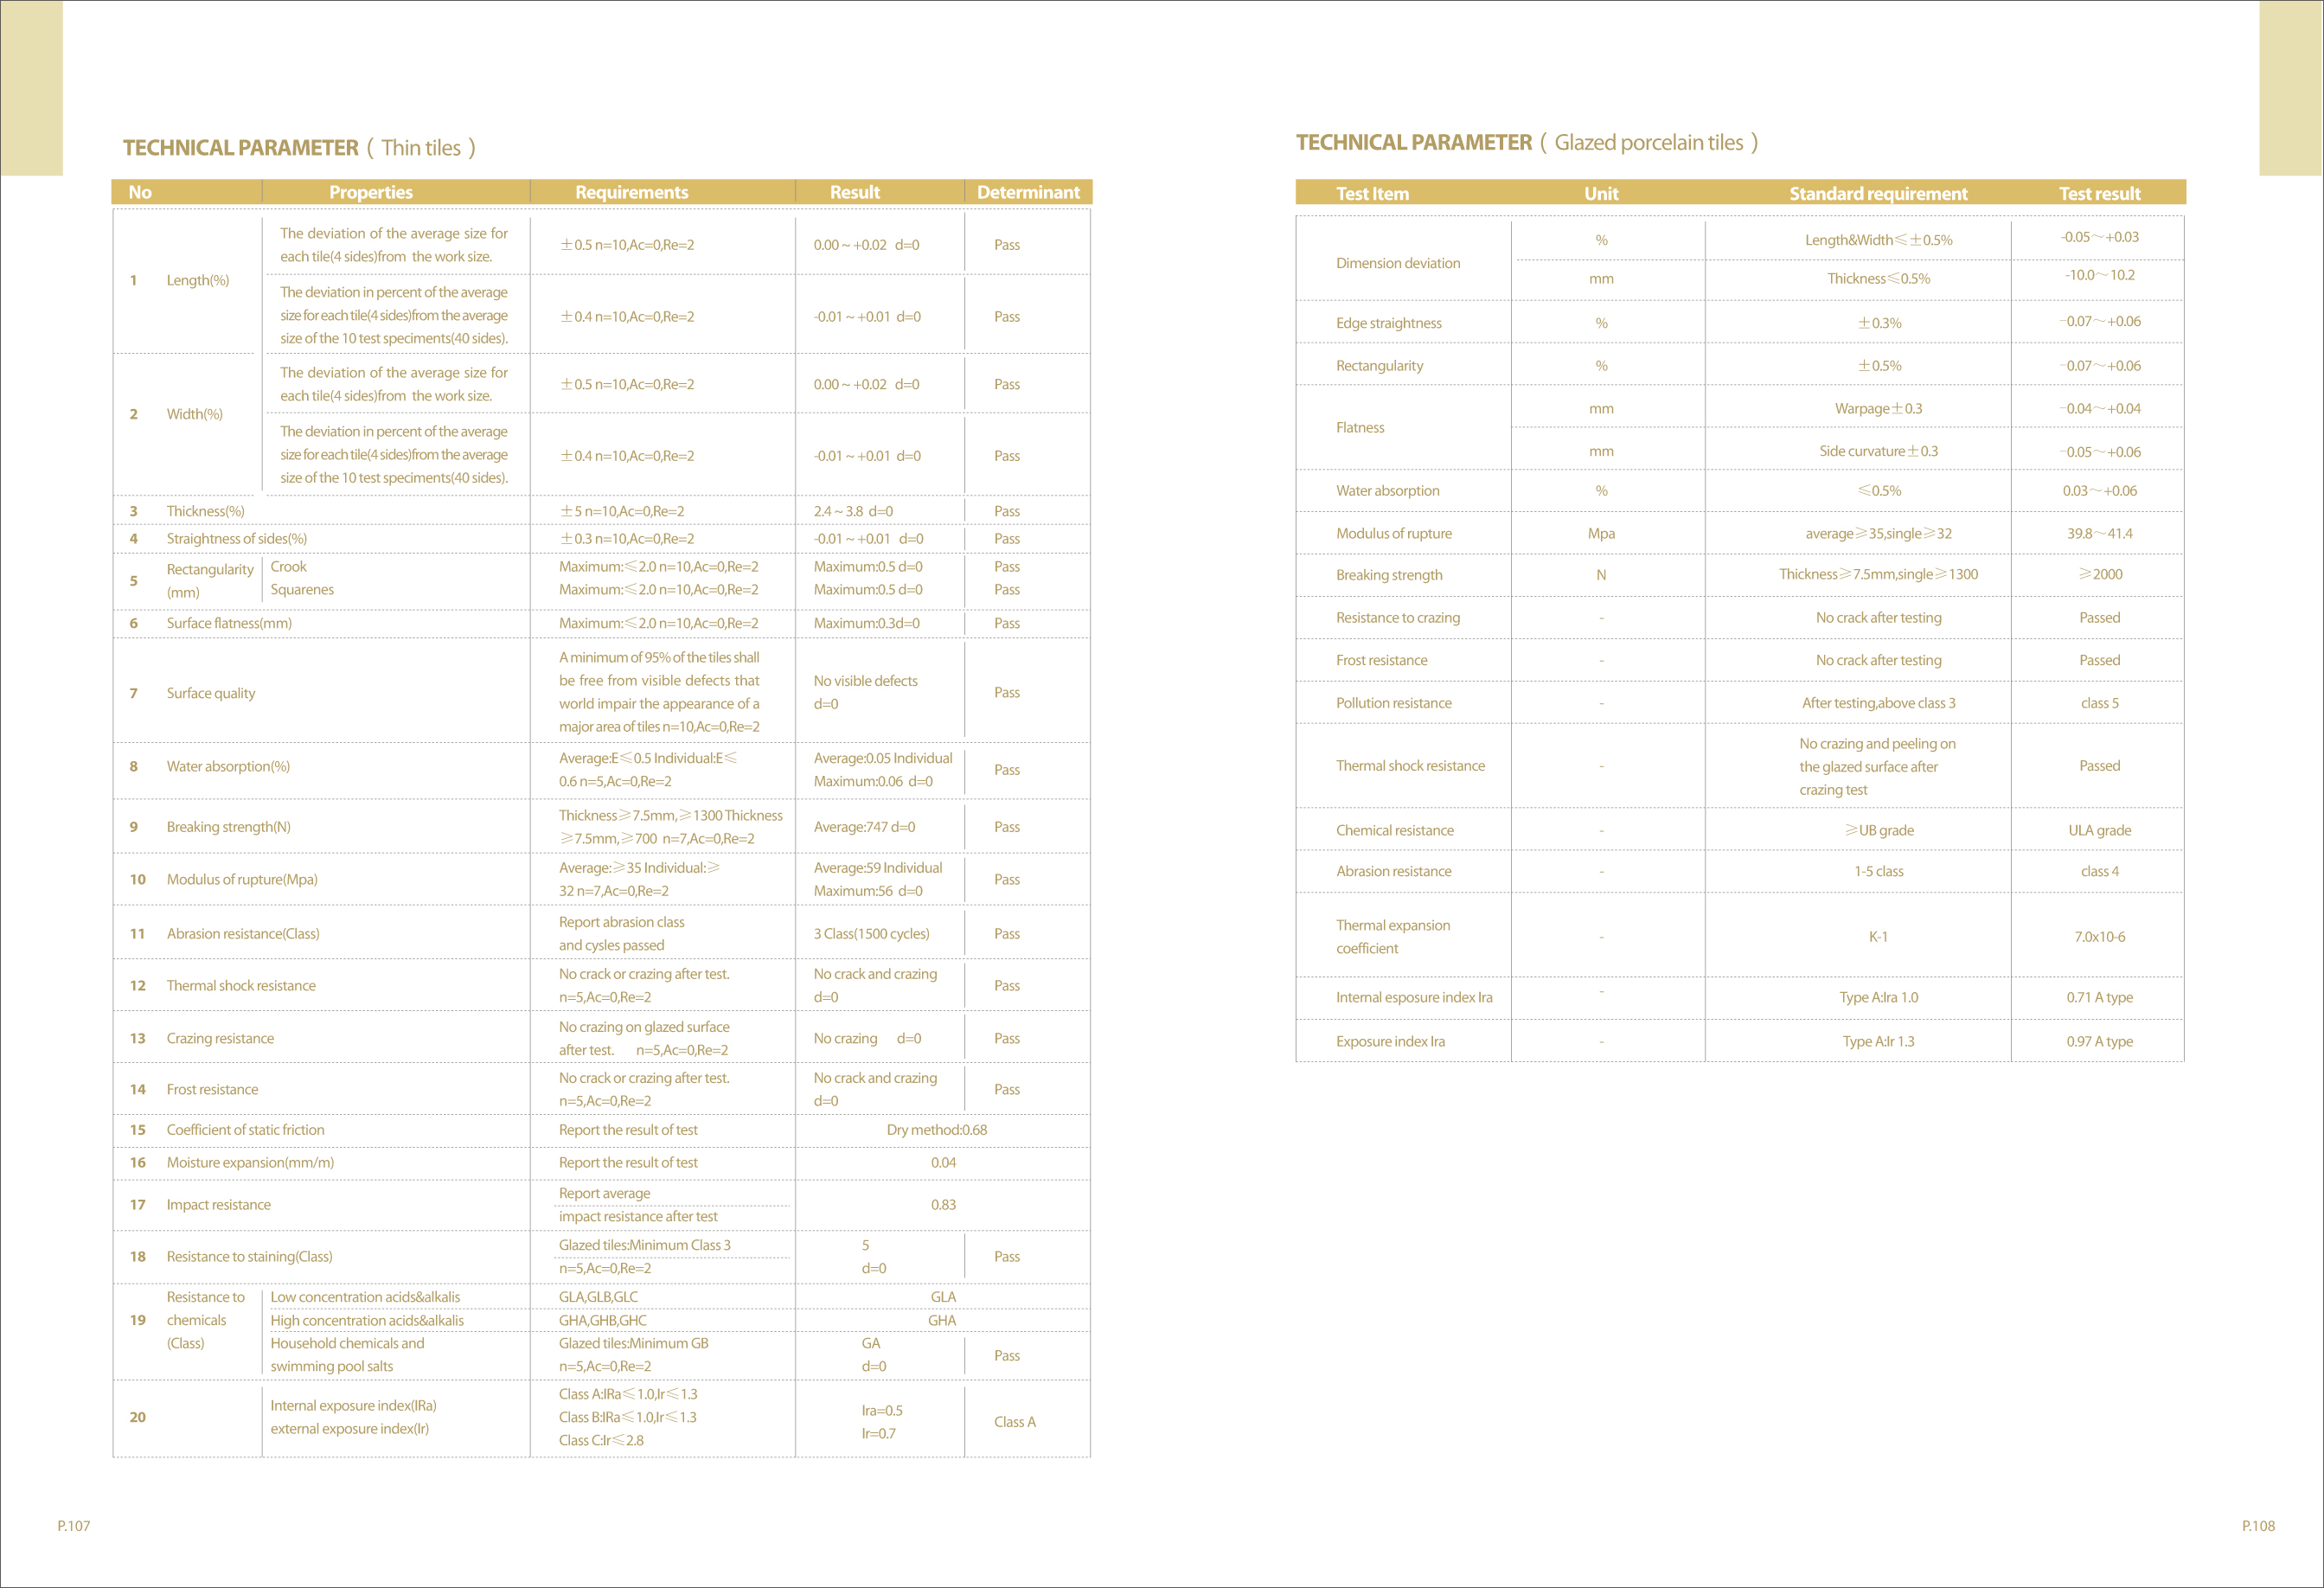 TECHNICAL PARAMETER ( Thin tiles )
No Properties Requirements Result Determinant
1 Length(%)
The deviation of the average size for
each tile(4 sides)from the work size.
±0.5 n=10,Ac=0,Re=2 0.00 ~ +0.02 d=0 Pass
The deviation in percent of the average
size for each tile(4 sides)from the average
size of the 10 test speciments(40 sides).
±0.4 n=10,Ac=0,Re=2 -0.01 ~ +0.01 d=0 Pass
2 Width(%)
The deviation of the average size for
each tile(4 sides)from the work size.
±0.5 n=10,Ac=0,Re=2 0.00 ~ +0.02 d=0 Pass
The deviation in percent of the average
size for each tile(4 sides)from the average
size of the 10 test speciments(40 sides).
±0.4 n=10,Ac=0,Re=2 -0.01 ~ +0.01 d=0 Pass
3 Thickness(%) ±5 n=10,Ac=0,Re=2 2.4 ~ 3.8 d=0 Pass
4 Straightness of sides(%) ±0.3 n=10,Ac=0,Re=2 -0.01 ~ +0.01 d=0 Pass
5 Rectangularity
(mm)
Crook Maximum:≤2.0 n=10,Ac=0,Re=2 Maximum:0.5 d=0 Pass
Squarenes Maximum:≤2.0 n=10,Ac=0,Re=2 Maximum:0.5 d=0 Pass
6 Surface flatness(mm) Maximum:≤2.0 n=10,Ac=0,Re=2 Maximum:0.3d=0 Pass
7 Surface quality
A minimum of 95% of the tiles shall
be free from visible defects that
world impair the appearance of a
major area of tiles n=10,Ac=0,Re=2
No visible defects
d=0
Pass
8 Water absorption(%)
Average:E≤0.5 Individual:E≤
0.6 n=5,Ac=0,Re=2
Average:0.05 Individual
Maximum:0.06 d=0
Pass
9 Breaking strength(N)
Thickness≥7.5mm,≥1300 Thickness
≥7.5mm,≥700 n=7,Ac=0,Re=2
Average:747 d=0
Pass
10 Modulus of rupture(Mpa)
Average:≥35 Individual:≥
32 n=7,Ac=0,Re=2
Average:59 Individual
Maximum:56 d=0
Pass
11 Abrasion resistance(Class)
Report abrasion class
and cysles passed
3 Class(1500 cycles)
Pass
12 Thermal shock resistance
No crack or crazing after test.
n=5,Ac=0,Re=2
No crack and crazing
d=0
Pass
13 Crazing resistance
No crazing on glazed surface
after test. n=5,Ac=0,Re=2
No crazing d=0
Pass
14 Frost resistance
No crack or crazing after test.
n=5,Ac=0,Re=2
No crack and crazing
d=0
Pass
15 Coefficient of static friction Report the result of test Dry method:0.68
16 Moisture expansion(mm/m) Report the result of test 0.04
17 Impact resistance
Report average
impact resistance after test
0.83
18 Resistance to staining(Class)
Glazed tiles:Minimum Class 3
n=5,Ac=0,Re=2
5
d=0
Pass
19 Resistance to
chemicals
(Class)
Low concentration acids&alkalis GLA,GLB,GLC GLA
High concentration acids&alkalis GHA,GHB,GHC GHA
Household chemicals and
swimming pool salts
Glazed tiles:Minimum GB
n=5,Ac=0,Re=2
GA
d=0
Pass
20
Internal exposure index(IRa)
external exposure index(Ir)
Class A:IRa≤1.0,Ir≤1.3
Class B:IRa≤1.0,Ir≤1.3
Class C:Ir≤2.8
Ira=0.5
Ir=0.7
Class A
P.107
TECHNICAL PARAMETER ( Glazed porcelain tiles )
Test Item Unit Standard requirement Test result
Dimension deviation
% Length&Width≤±0.5% -0.05～+0.03
mm Thickness≤0.5% -10.0～10.2
Edge straightness % ±0.3% -0.07～+0.06
Rectangularity % ±0.5% -0.07～+0.06
Flatness
mm Warpage±0.3 -0.04～+0.04
mm Side curvature±0.3 -0.05～+0.06
Water absorption % ≤0.5% 0.03～+0.06
Modulus of rupture Mpa average≥35,single≥32 39.8～41.4
Breaking strength N Thickness≥7.5mm,single≥1300 ≥2000
Resistance to crazing - No crack after testing Passed
Frost resistance - No crack after testing Passed
Pollution resistance - After testing,above class 3 class 5
Thermal shock resistance -
No crazing and peeling on
the glazed surface after
crazing test
Passed
Chemical resistance - ≥UB grade ULA grade
Abrasion resistance - 1-5 class class 4
Thermal expansion
coefficient
- K-1 7.0x10-6
Internal esposure index Ira - Type A:Ira 1.0 0.71 A type
Exposure index Ira - Type A:Ir 1.3 0.97 A type
P.108